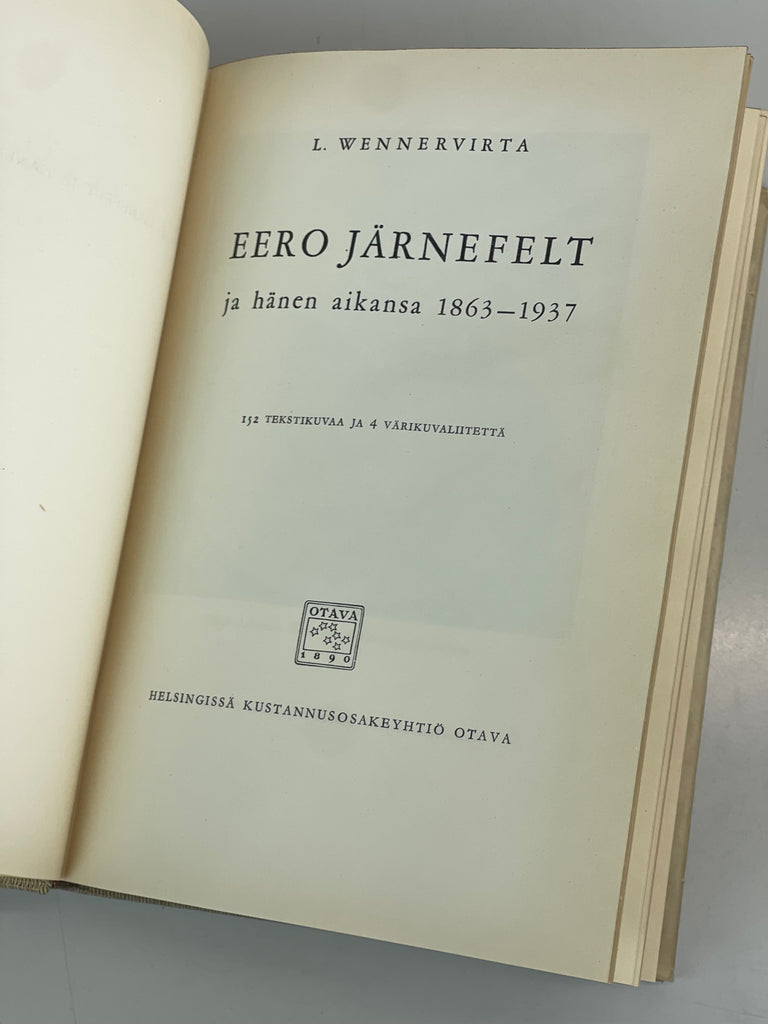 L. WENNERVIRTA
EERO JÄRNEFELT
ja hänen aikansa 1863—1937
152 TEKSTIKUVAA JA 4 VÄRIKUVALIITETTÄ
OTAVA
1890
HELSINGISSÄ KUSTANNUSOSAKEYHTIÖ OTAVA